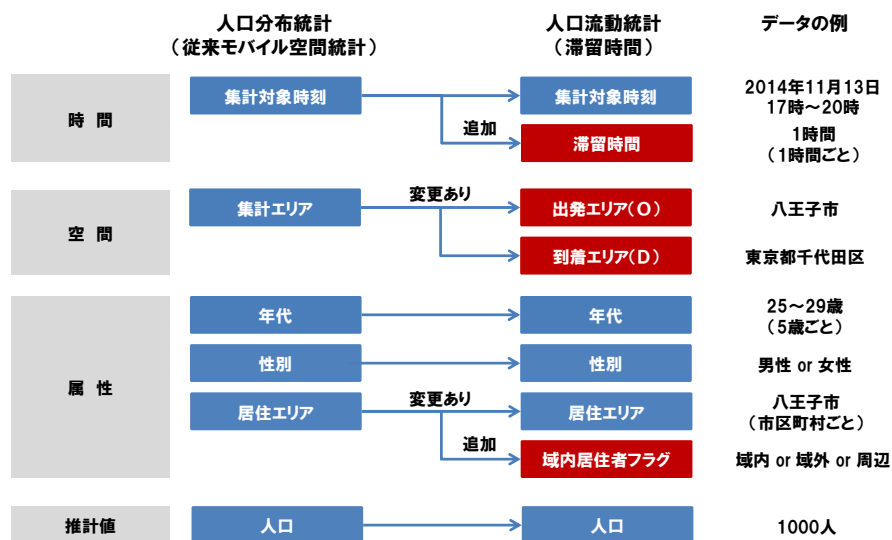 人口分布統計
（従来モバイル空間統計）
人口流動統計
（滞留時間）
データの例
時 間
集計対象時刻
集計対象時刻
2014年11月13日
17時～20時
追加
滞留時間
1時間
（1時間ごと）
空 間
集計エリア
変更あり
出発エリア（O）
八王子市
到着エリア（D）
東京都千代田区
属 性
年代
年代
25～29歳
（5歳ごと）
性別
性別
男性 or 女性
居住エリア
変更あり
居住エリア
八王子市
（市区町村ごと）
追加
域内居住者フラグ
域内 or 域外 or 周辺
推計値
人口
人口
1000人